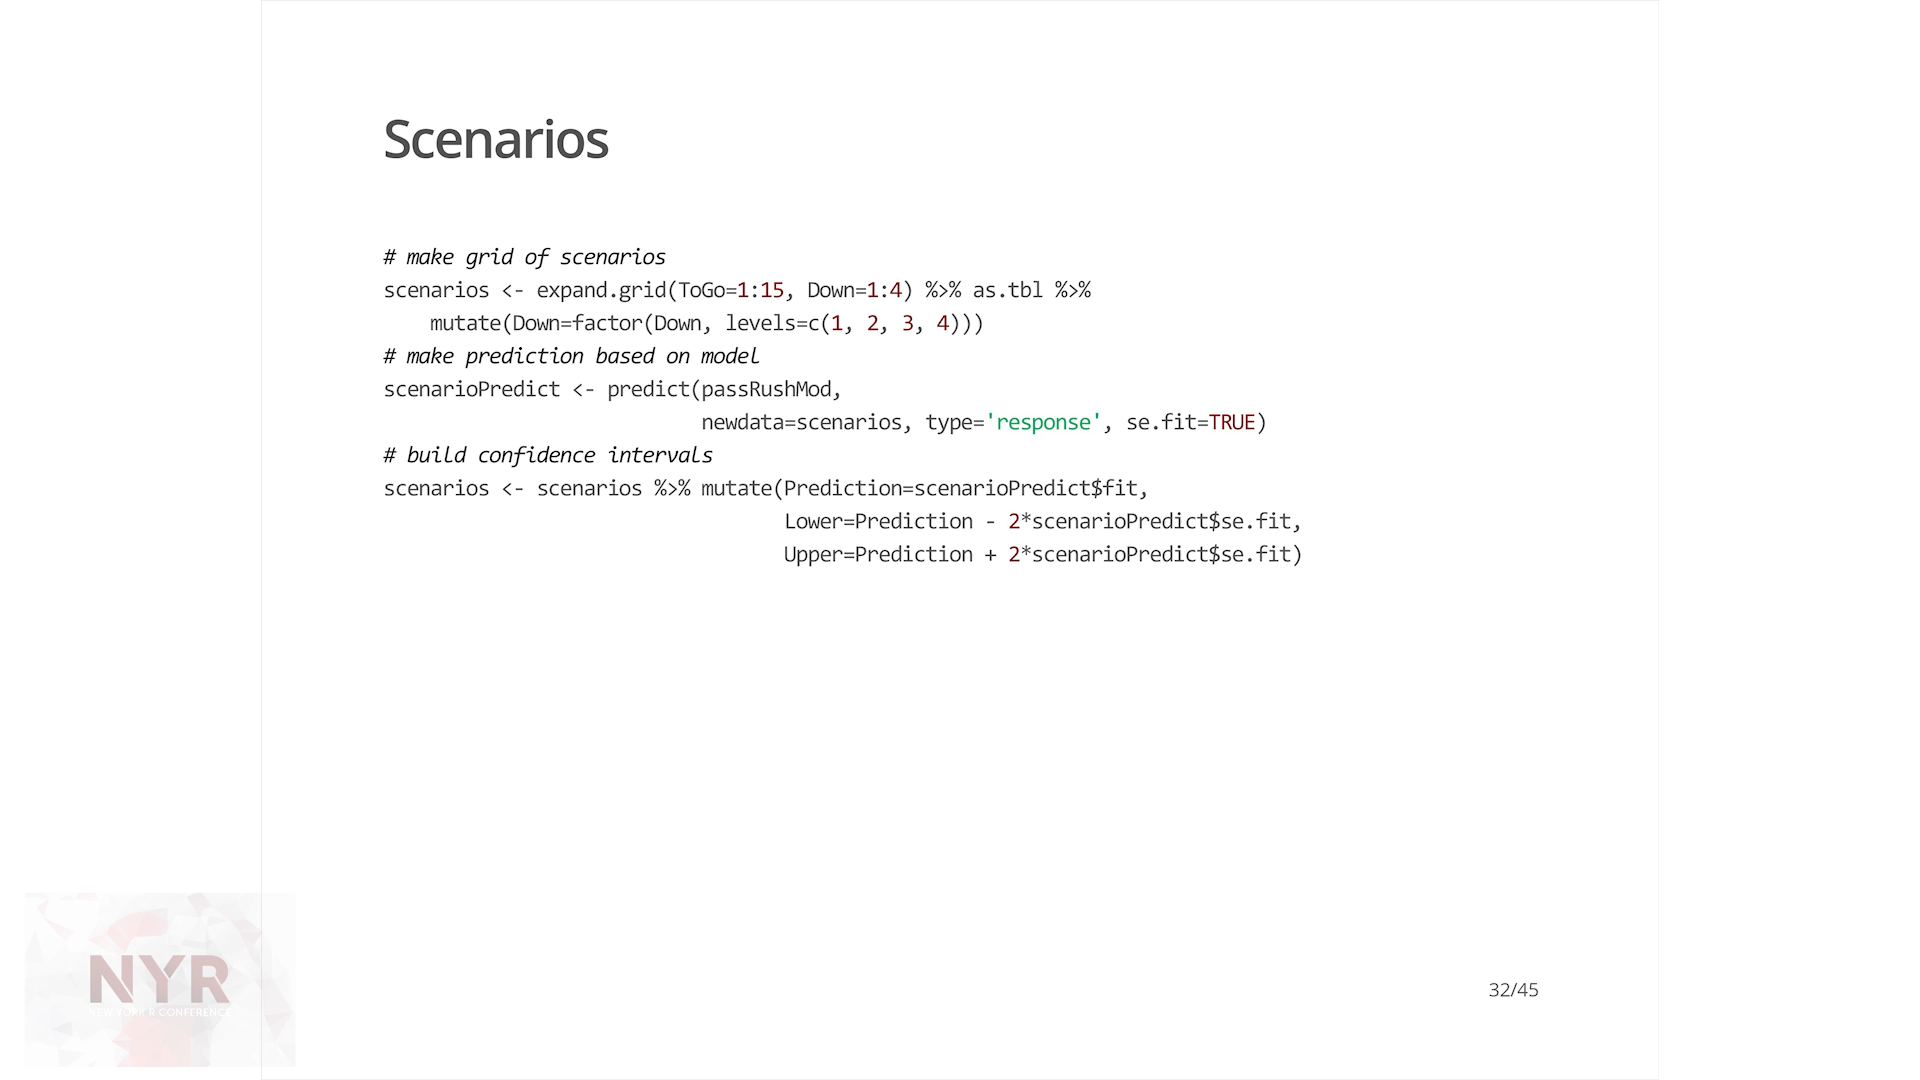 Scenarios
# make grid of scenarios
scenarios <- expand.grid(ToGo=1:15, Down=1:4) %>% as.tbl %>%
    mutate(Down=factor(Down, levels=c(1, 2, 3, 4)))
# make prediction based on model
scenarioPredict <- predict(passRushMod,
                           newdata=scenarios, type='response', se.fit=TRUE)
# build confidence intervals
scenarios <- scenarios %>% mutate(Prediction=scenarioPredict$fit,
                                  Lower=Prediction - 2*scenarioPredict$se.fit,
                                  Upper=Prediction + 2*scenarioPredict$se.fit)
NYR
NEW YORK R CONFERENCE
32/45